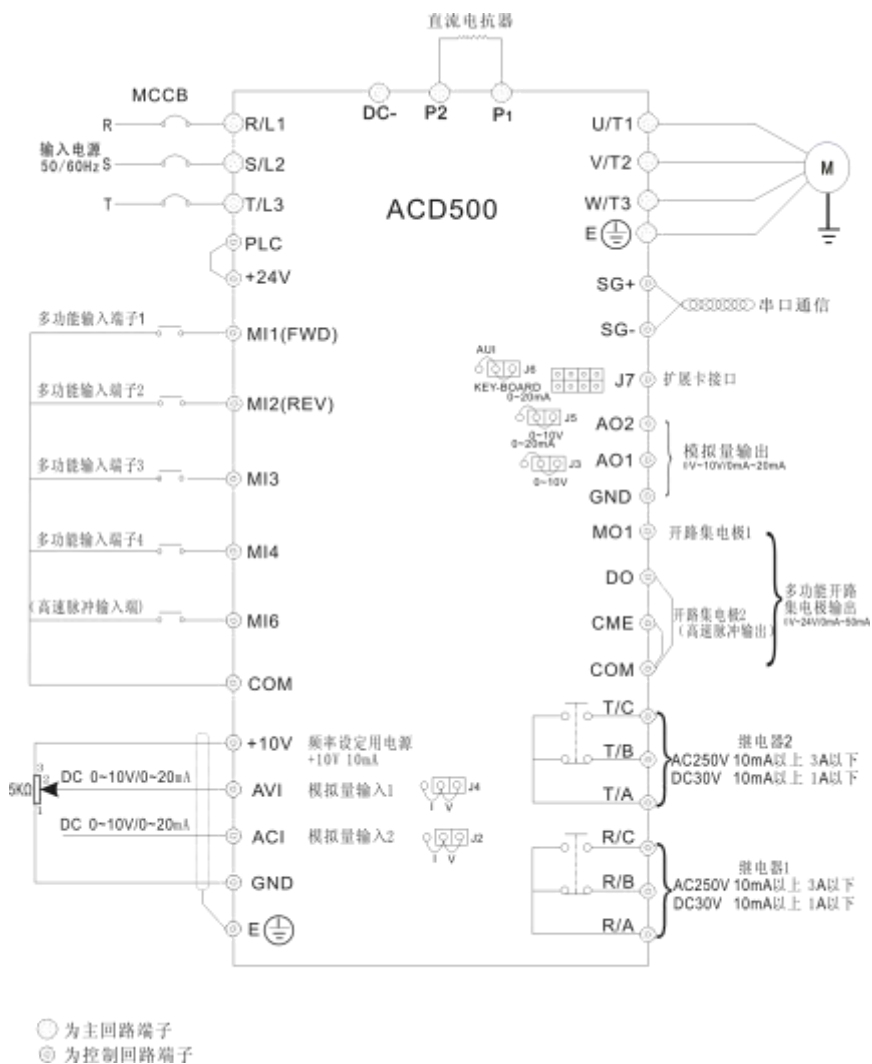 直流电抗器
MCCB
DC-
P2
P1
R
R/L1
输入电源
50/60Hz
S
S/L2
T
T/L3
PLC
+24V
ACD500
U/T1
V/T2
W/T3
E
M
SG+
SG-
串口通信
多功能输入端子1
MI1(FWD)
多功能输入端子2
MI2(REV)
多功能输入端子3
MI3
多功能输入端子4
MI4
(高速脉冲输入端)
MI6
COM
AUI
J6
KEY-BOARD
J7
扩展卡接口
0~20mA
J5
0~10V
AO2
0~20mA
J3
0~10V
AO1
GND
模拟量输出
0V~10V/0mA~20mA
MO1
开路集电极1
DO
CME
开路集电极2
(高速脉冲输出)
COM
多功能开路
集电极输出
0V~24V/0mA~50mA
+10V
频率设定用电源
+10V 10mA
3
2
1
5KΩ
DC 0~10V/0~20mA
AVI
模拟量输入1
J4
I V
DC 0~10V/0~20mA
ACI
模拟量输入2
J2
I V
GND
E
T/C
T/B
T/A
继电器2
AC250V 10mA以上 3A以下
DC30V 10mA以上 1A以下
R/C
R/B
R/A
继电器1
AC250V 10mA以上 3A以下
DC30V 10mA以上 1A以下
为主回路端子
为控制回路端子